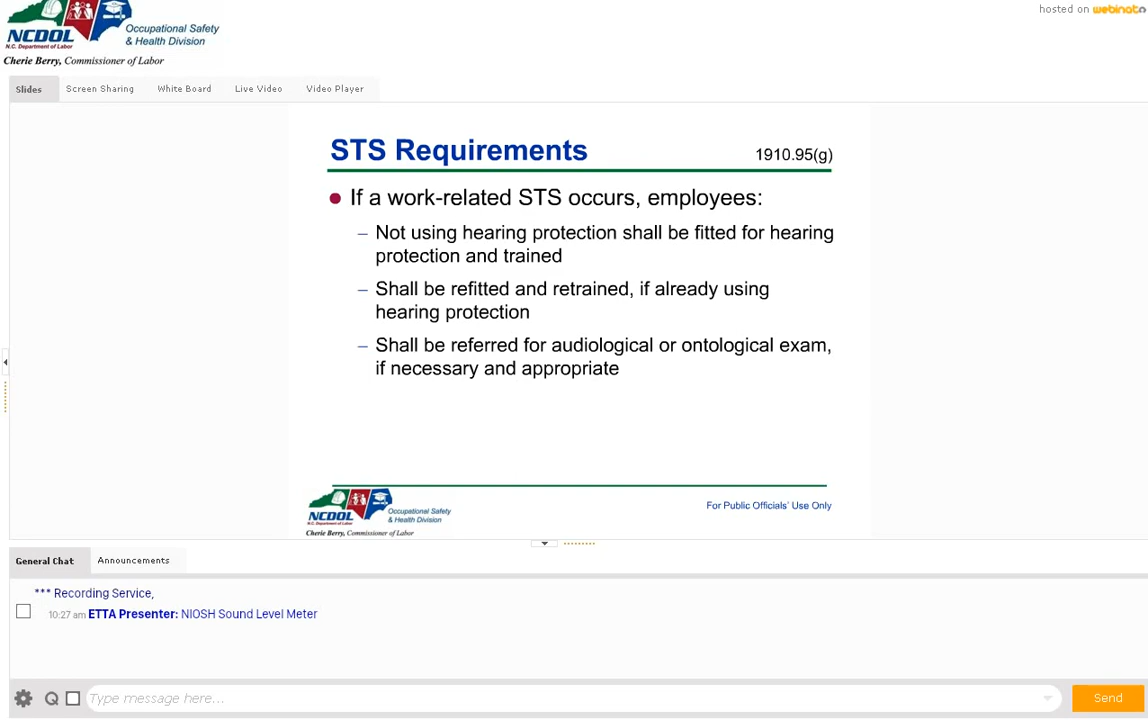 hosted on webinato
NCDOL
N.C. Department of Labor
Occupational Safety
& Health Division
Cherie Berry, Commissioner of Labor
Slides Screen Sharing White Board Live Video Video Player
STS Requirements 1910.95(g)
If a work-related STS occurs, employees:
– Not using hearing protection shall be fitted for hearing
protection and trained
– Shall be refitted and retrained, if already using
hearing protection
– Shall be referred for audiological or ontological exam,
if necessary and appropriate
NCDOL
N.C. Department of Labor
Occupational Safety
& Health Division
Cherie Berry, Commissioner of Labor
For Public Officials' Use Only
General Chat Announcements
*** Recording Service,
10:27 am ETTA Presenter: NIOSH Sound Level Meter
Q Type message here... Send